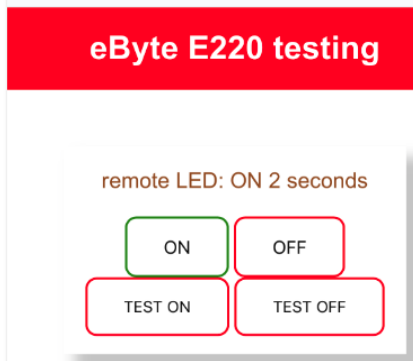 eByte E220 testing
remote LED: ON 2 seconds
ON OFF
TEST ON TEST OFF